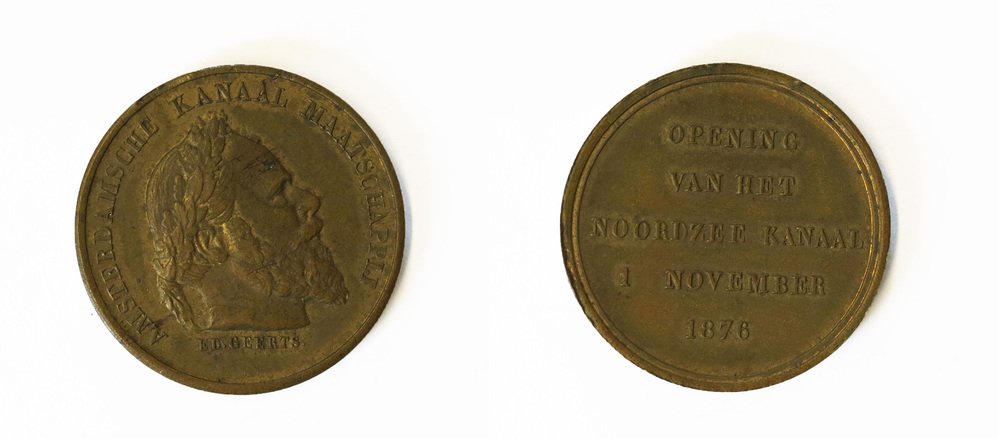 AMSTERDAMSCHE KANAAL MAATSCHAPPIJ
ED. GEERTS.
OPENING
VAN HET
NOORDZEE KANAAL
1 NOVEMBER
1876